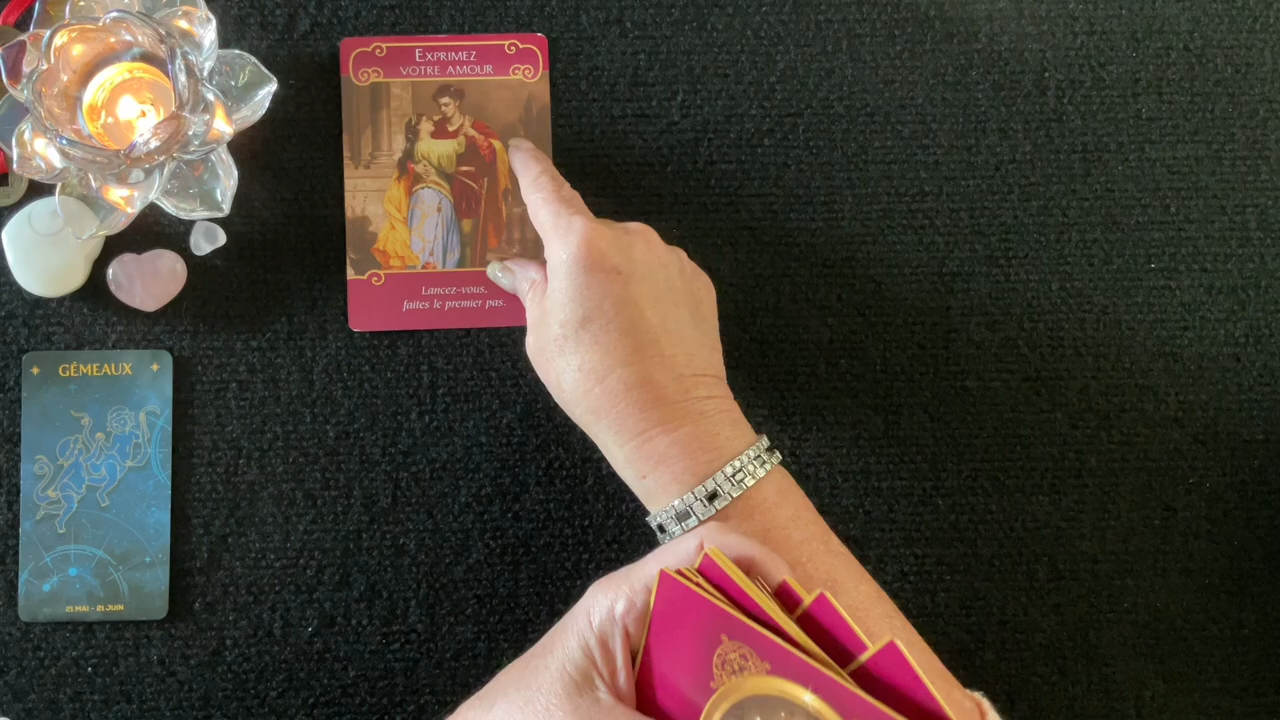 EXPRIMEZ
VOTRE AMOUR
Lancez-vous,
faites le premier pas.
GÉMEAUX
21 MAI - 21 JUIN